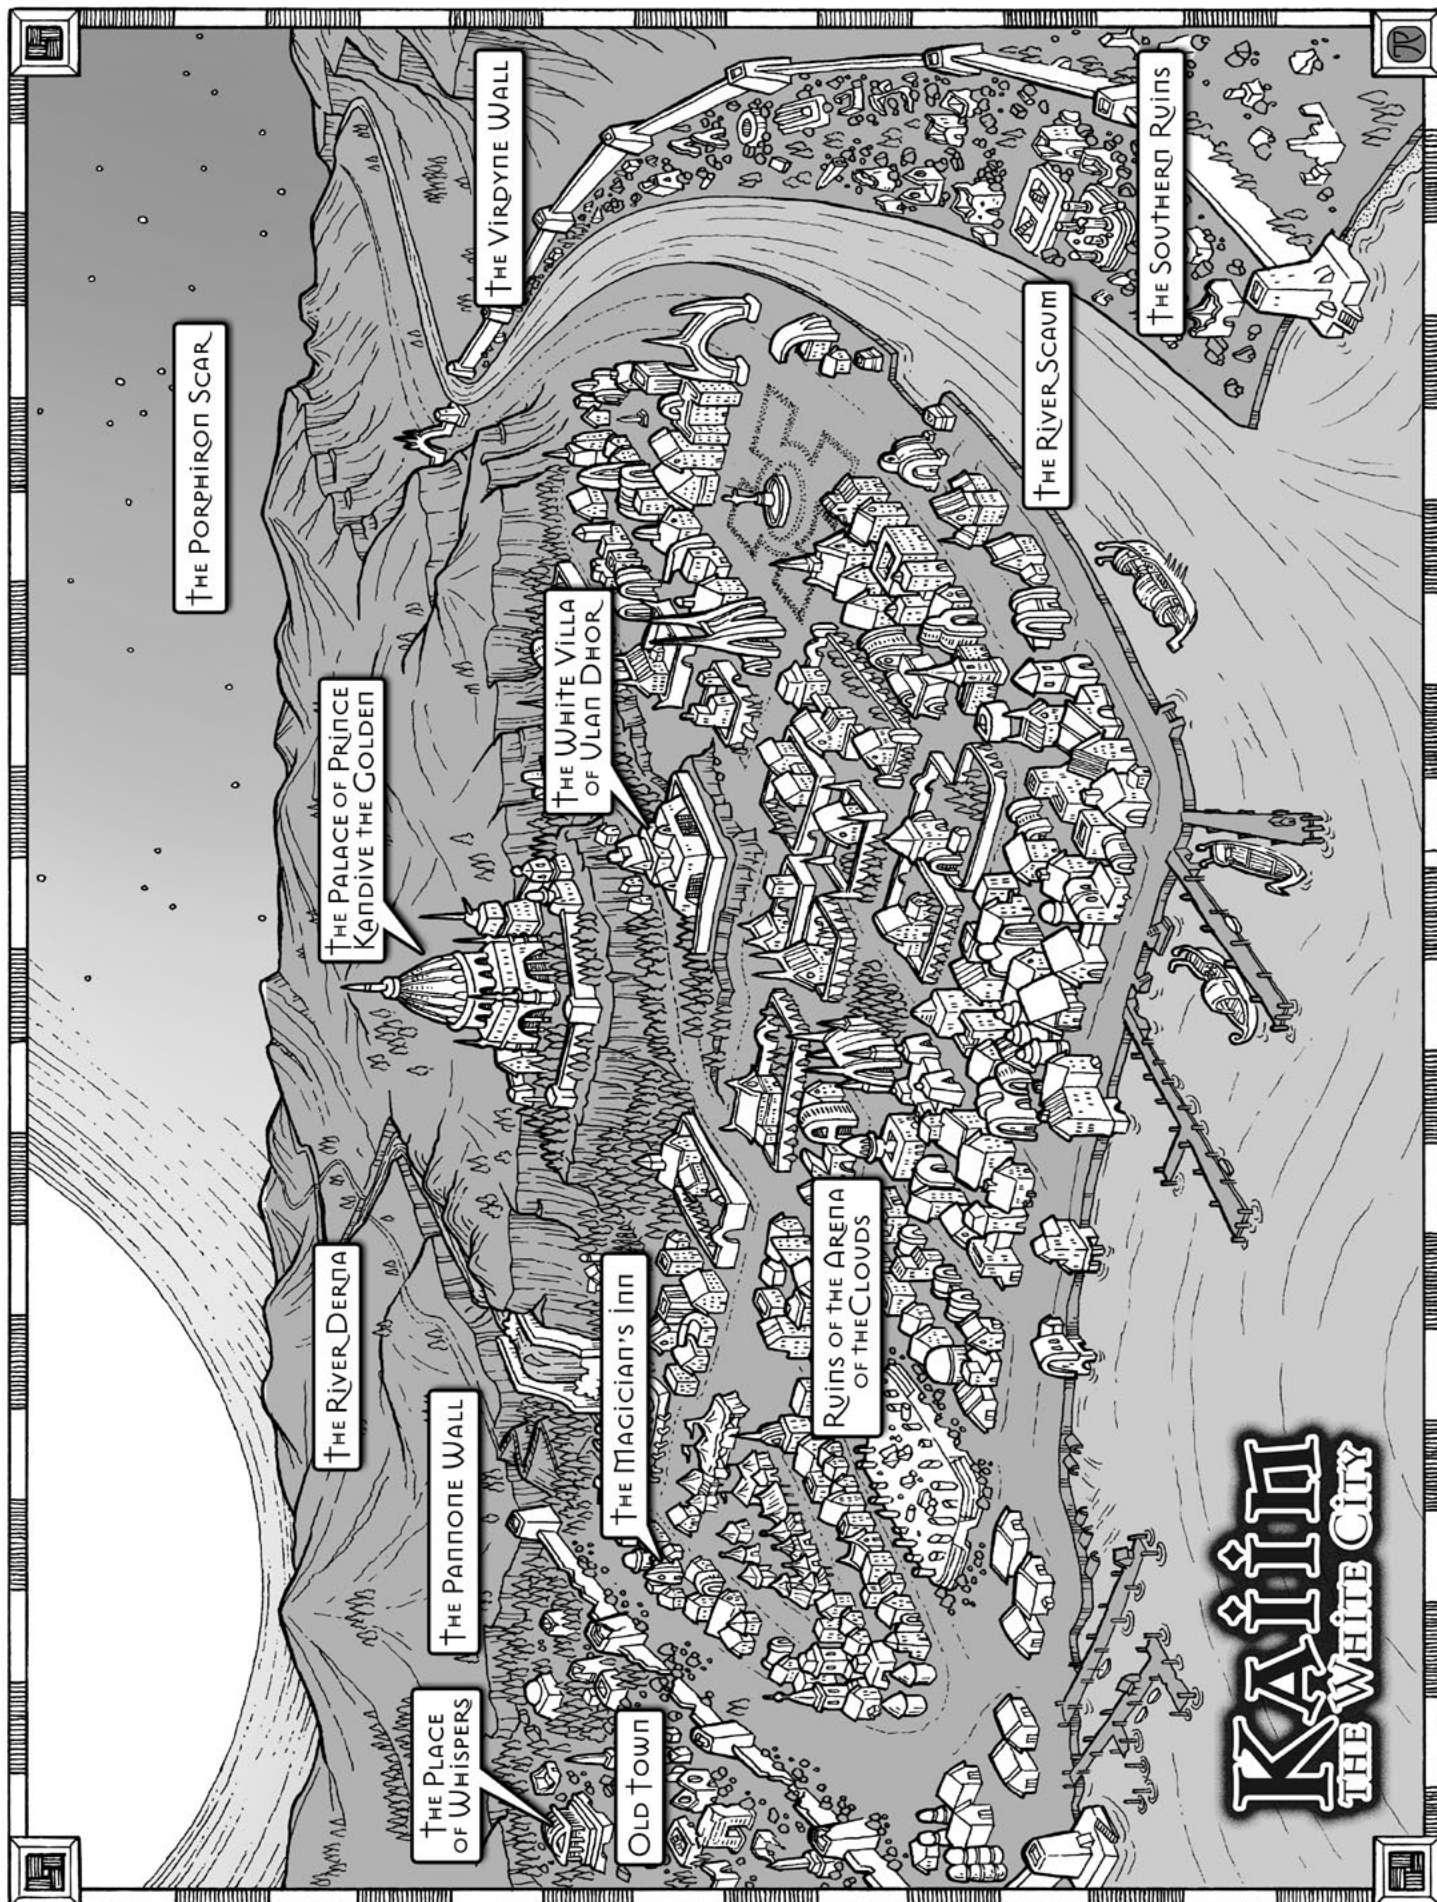 The Porphiron Scar
The Palace of Prince
Kandive the Golden
The River Derna
The Pannone Wall
The Place
of Whispers
The Virdyne Wall
The White Villa
of Ulan Dhor
The Magician's Inn
Old Town
Ruins of the Arena
of the Clouds
The River Scaum
The Southern Ruins
Kaiin
The White City